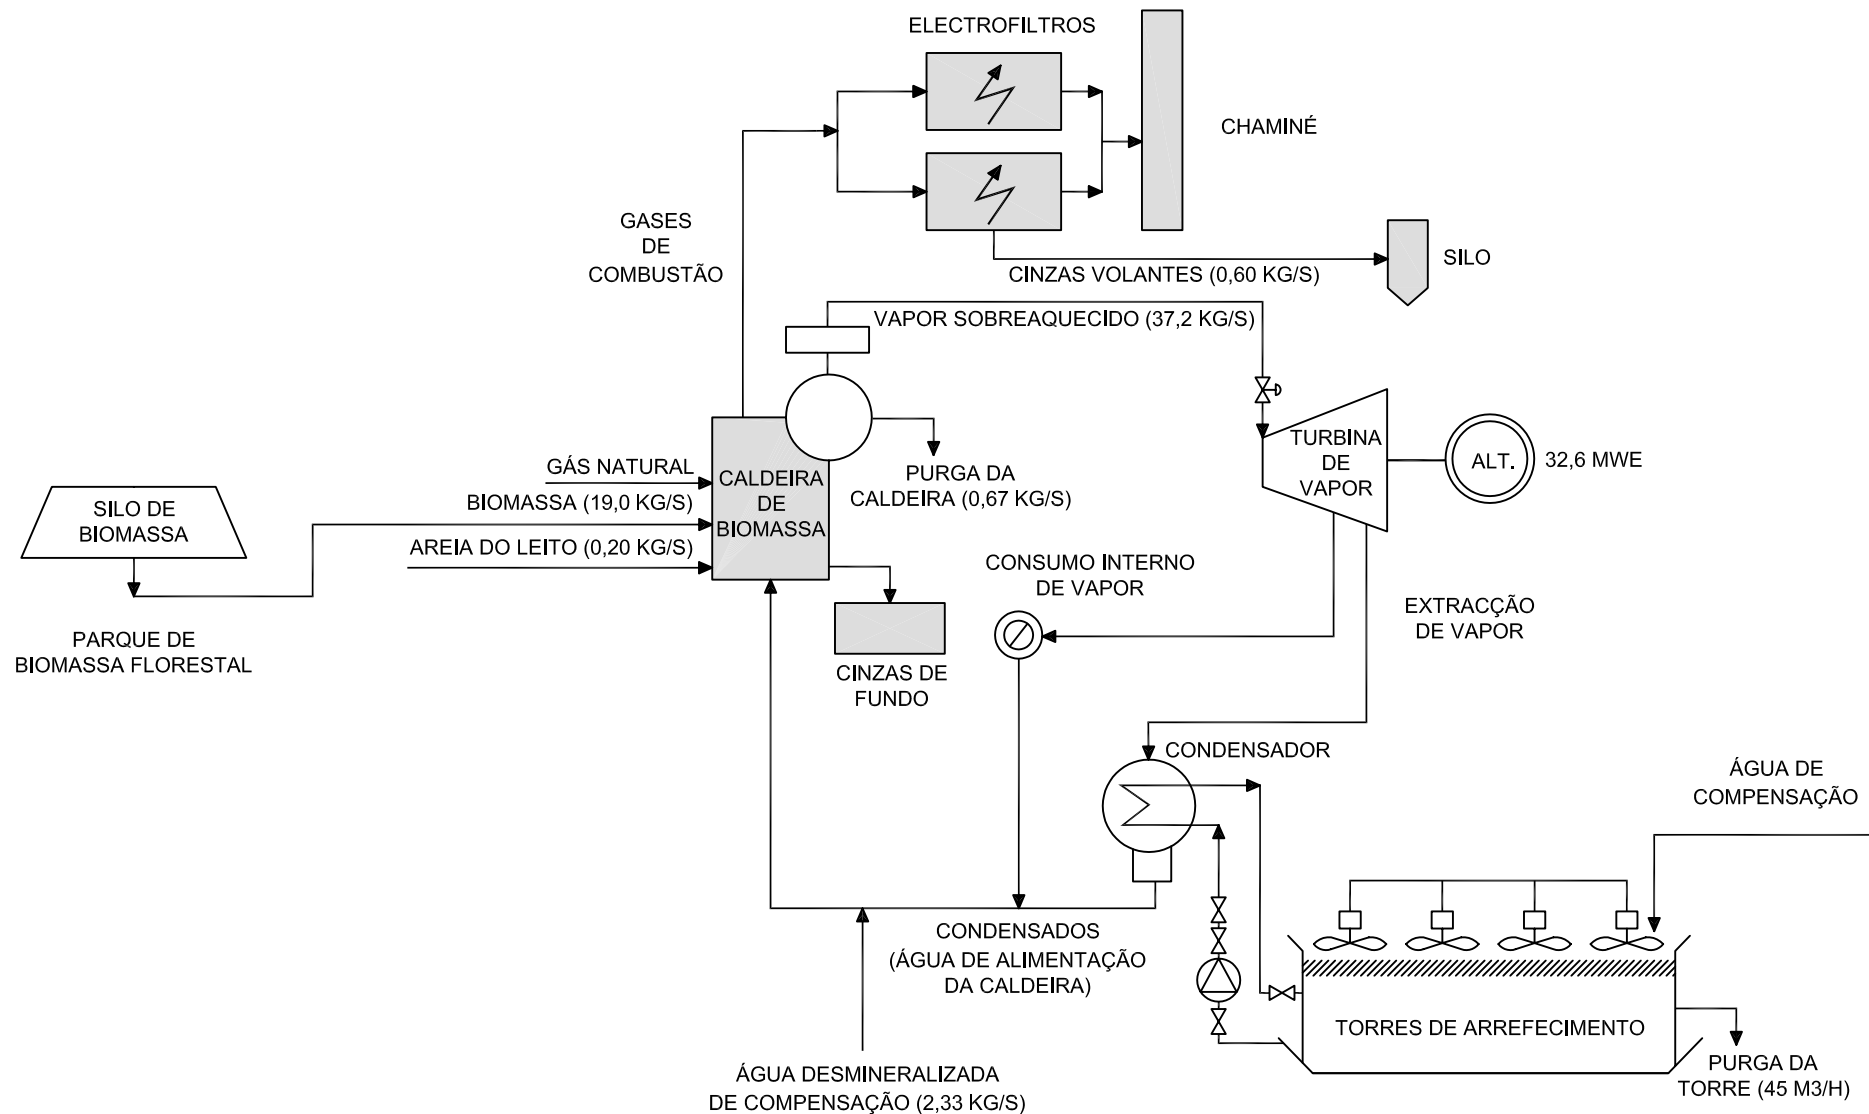 ELECTROFILTROS
CHAMINÉ
GASES
DE
COMBUSTÃO
SILO
CINZAS VOLANTES (0,60 KG/S)
VAPOR SOBREAQUECIDO (37,2 KG/S)
TURBINA
DE
VAPOR
ALT.
32,6 MWE
GÁS NATURAL
BIOMASSA (19,0 KG/S)
AREIA DO LEITO (0,20 KG/S)
CALDEIRA
DE
BIOMASSA
PURGA DA
CALDEIRA (0,67 KG/S)
SILO DE
BIOMASSA
PARQUE DE
BIOMASSA FLORESTAL
CONSUMO INTERNO
DE VAPOR
EXTRACÇÃO
DE VAPOR
CINZAS DE
FUNDO
CONDENSADOR
ÁGUA DE
COMPENSAÇÃO
CONDENSADOS
(ÁGUA DE ALIMENTAÇÃO
DA CALDEIRA)
TORRES DE ARREFECIMENTO
PURGA DA
TORRE (45 M3/H)
ÁGUA DESMINERALIZADA
DE COMPENSAÇÃO (2,33 KG/S)